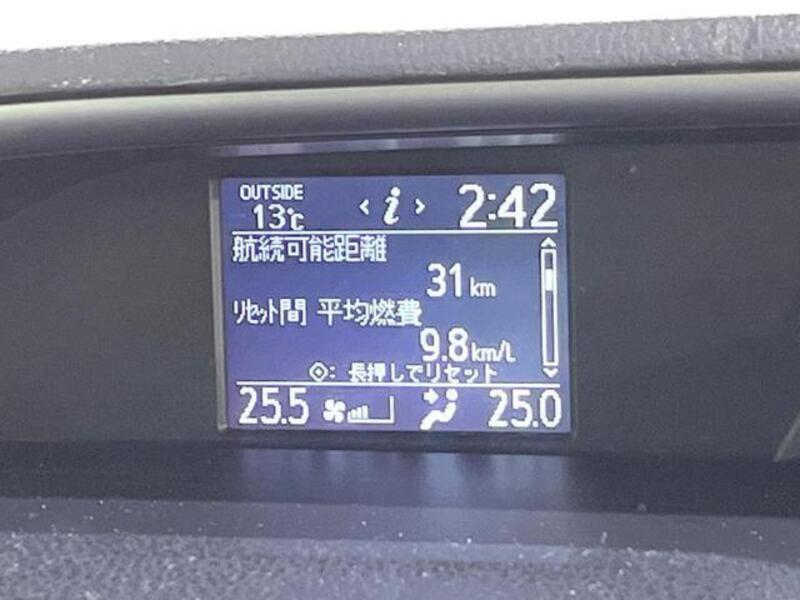 OUTSIDE
13℃ < i > 2:42
航続可能距離
31 km
リセット間 平均燃費
9.8 km/L
: 長押しでリセット
25.5 25.0